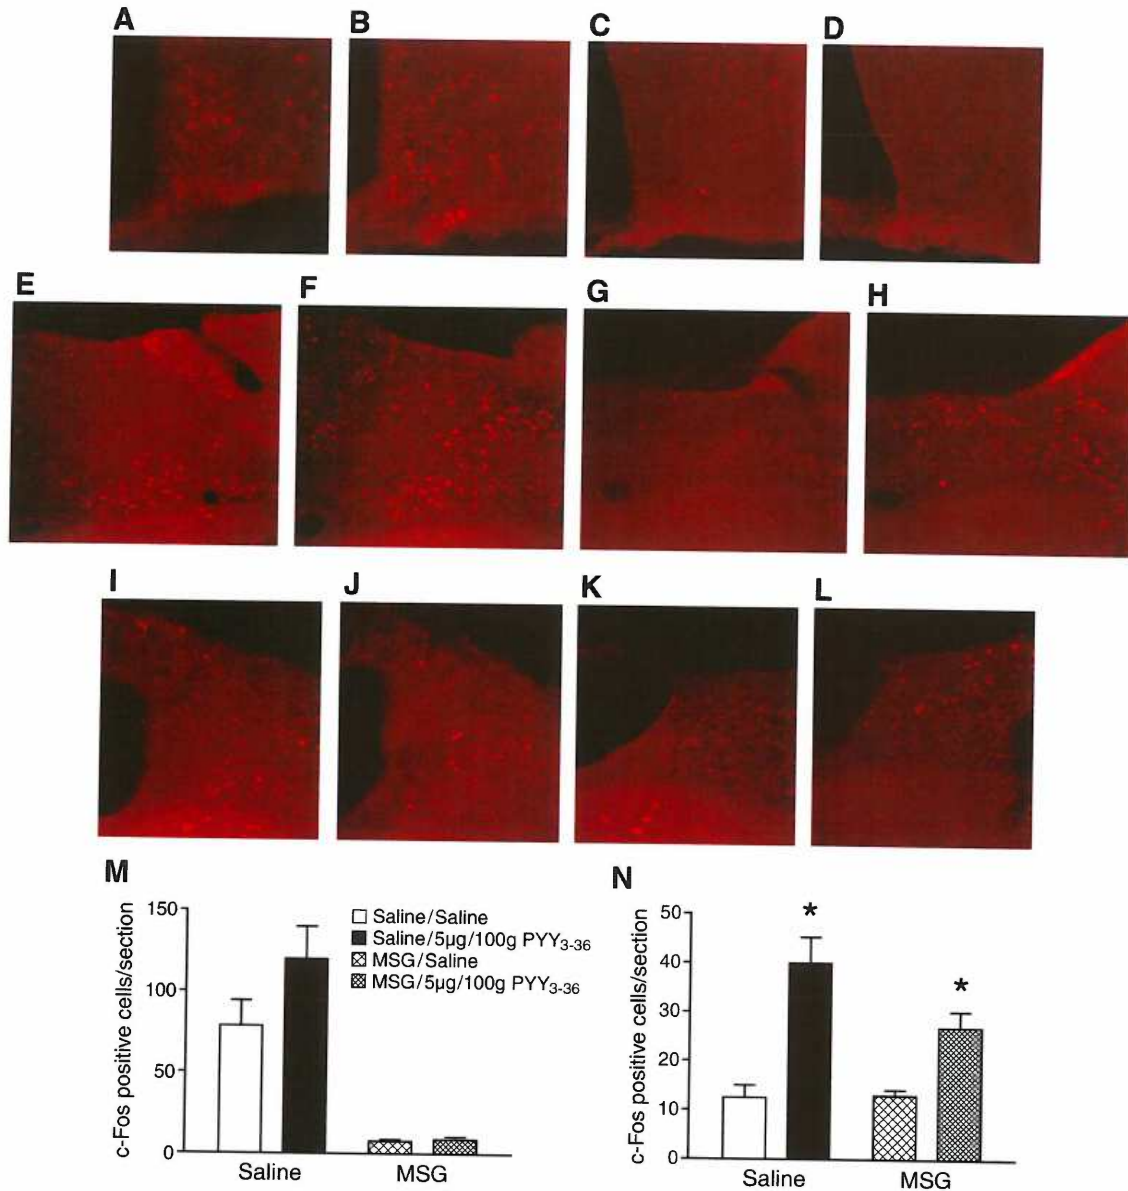 A B C D
E F G H
I J K L
M
N
c-Fos positive cells/section
150
100
50
0
Saline/Saline
Saline/5µg/100g PYY3-36
MSG/Saline
MSG/5µg/100g PYY3-36
Saline MSG
c-Fos positive cells/section
50
40
30
20
10
0
*
*
Saline MSG